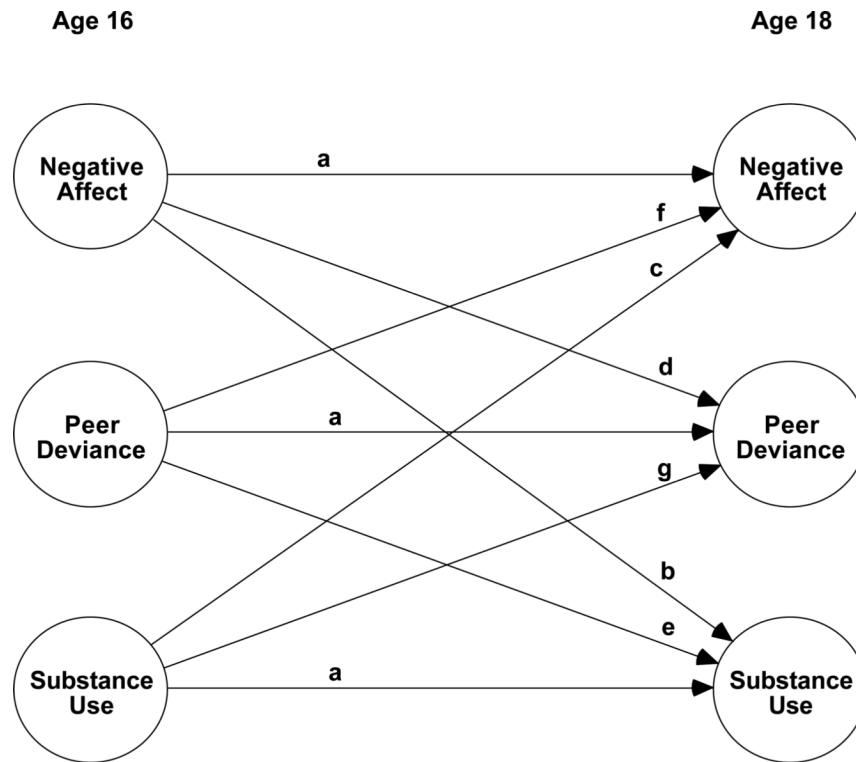 Age 16
Age 18
Negative
Affect
a
Negative
Affect
f
c
d
Peer
Deviance
a
Peer
Deviance
g
b
e
Substance
Use
a
Substance
Use